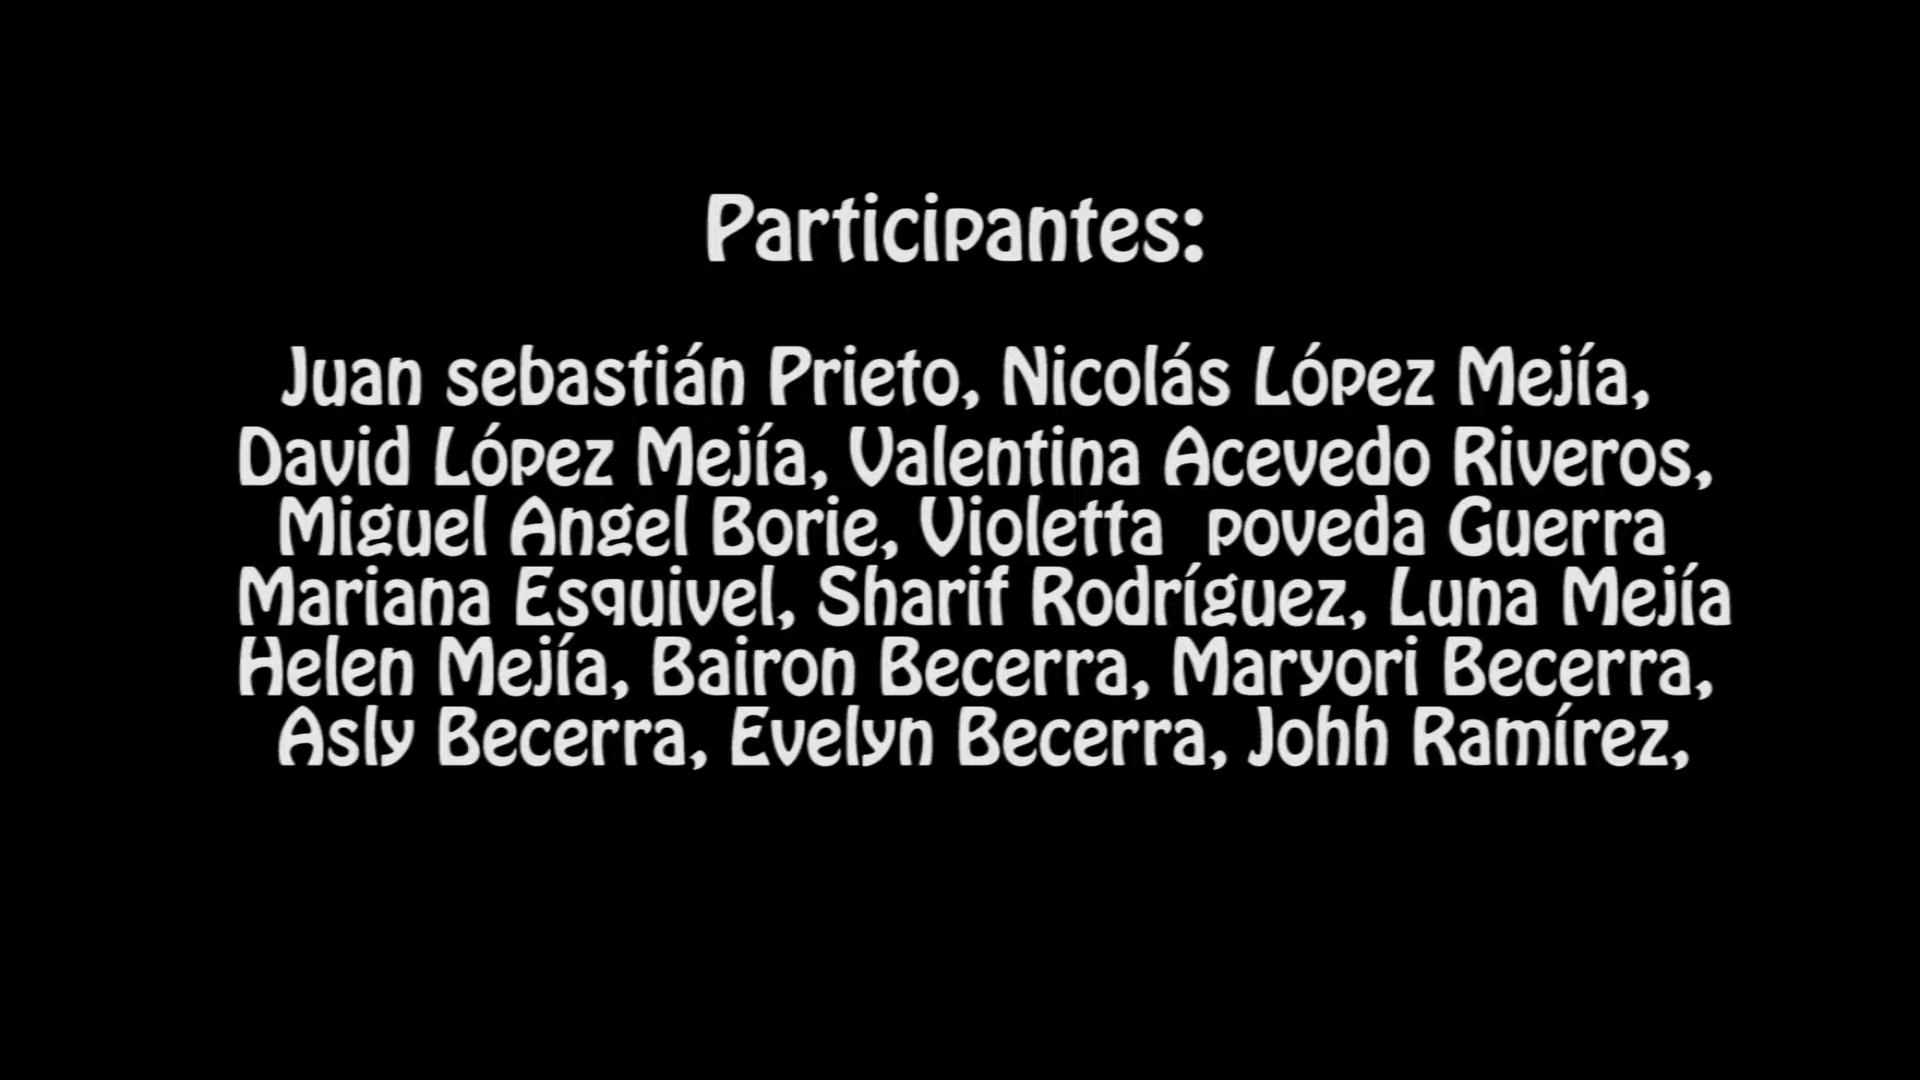 Participantes:
Juan sebastián Prieto, Nicolás López Mejía,
David López Mejía, Valentina Acevedo Riveros,
Miguel Angel Borie, Violetta  poveda Guerra
Mariana Esquivel, Sharif Rodríguez, Luna Mejía
Helen Mejía, Bairon Becerra, Maryori Becerra,
Asly Becerra, Evelyn Becerra, Johh Ramírez,